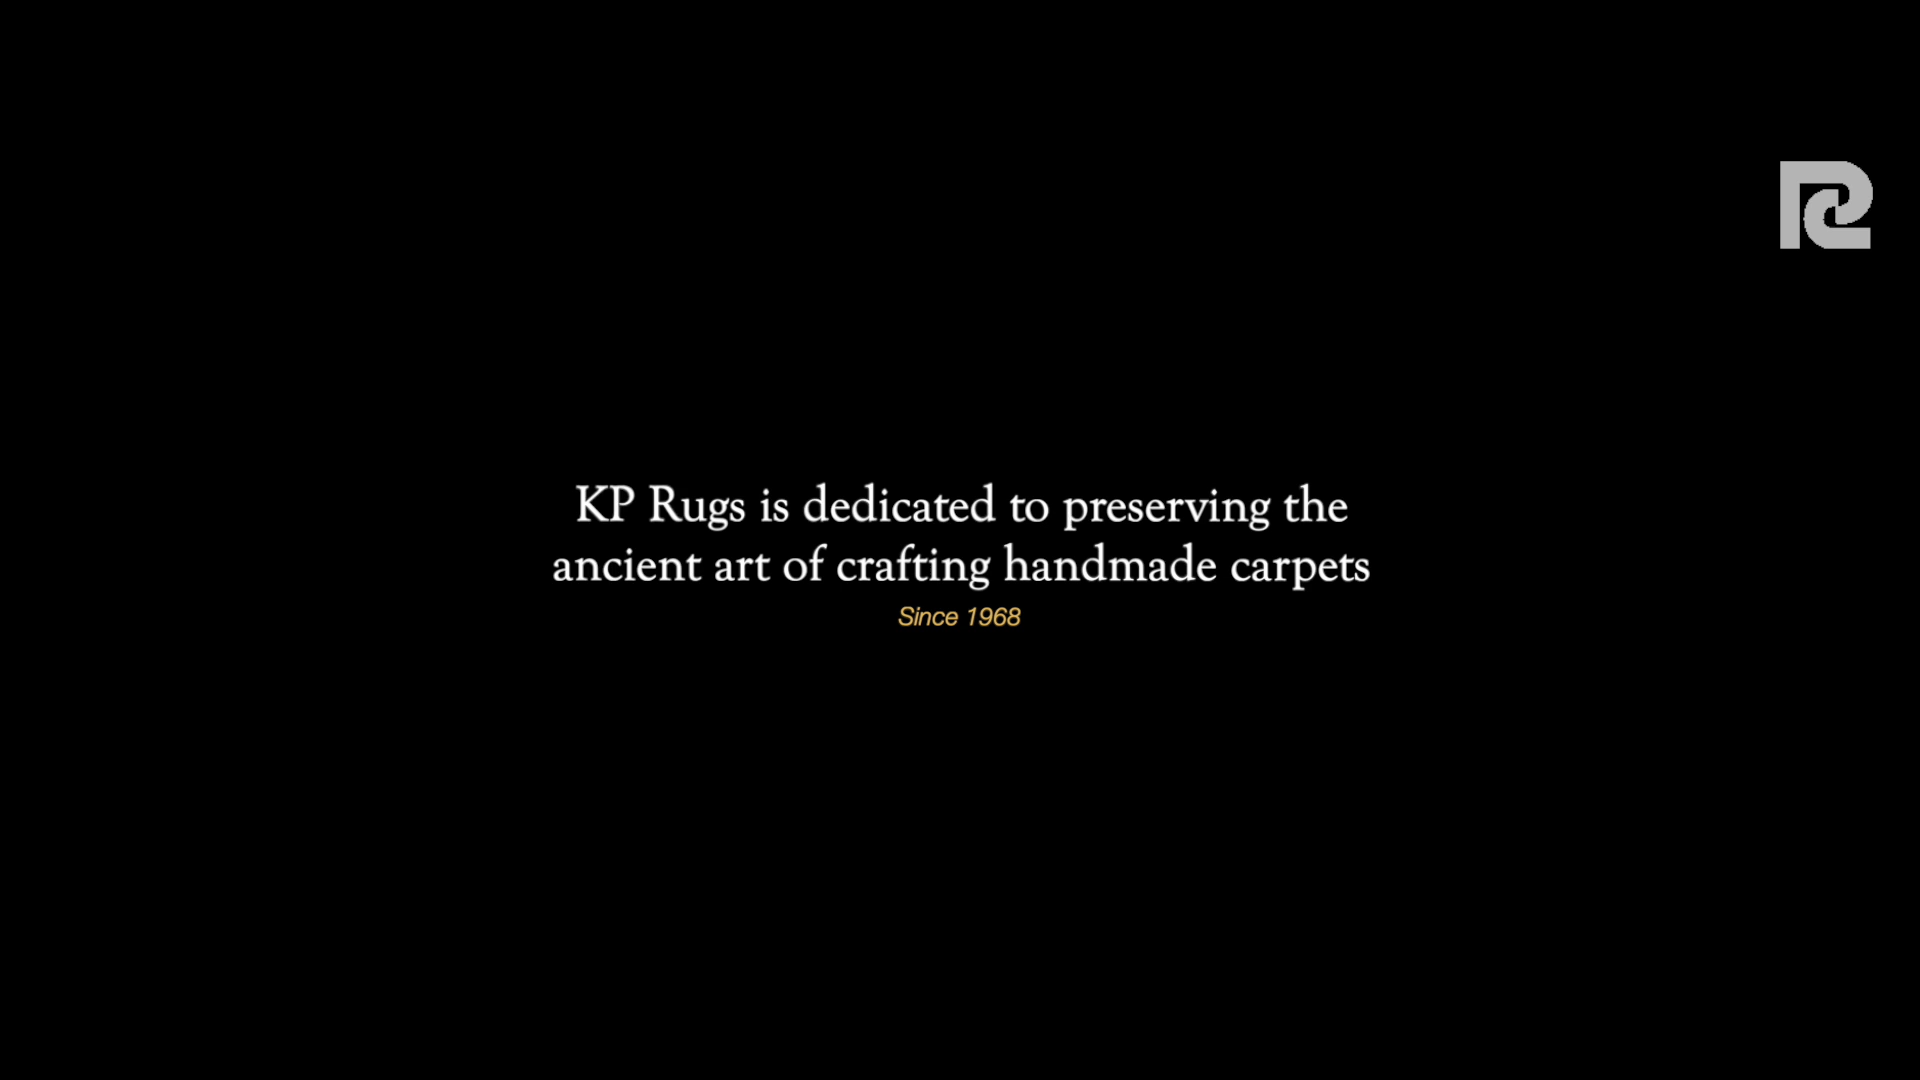 KP Rugs is dedicated to preserving the
ancient art of crafting handmade carpets
Since 1968